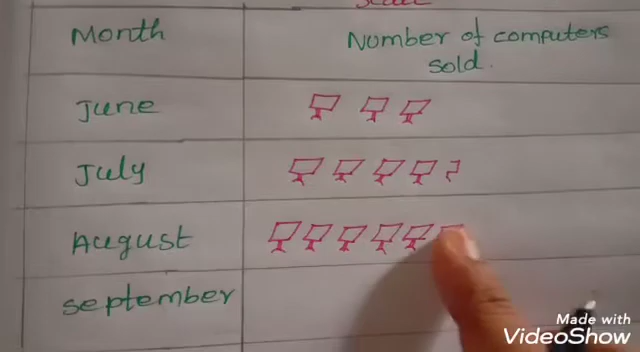 Month
Number of computers
sold.
June
July
August
September
Made with
VideoShow